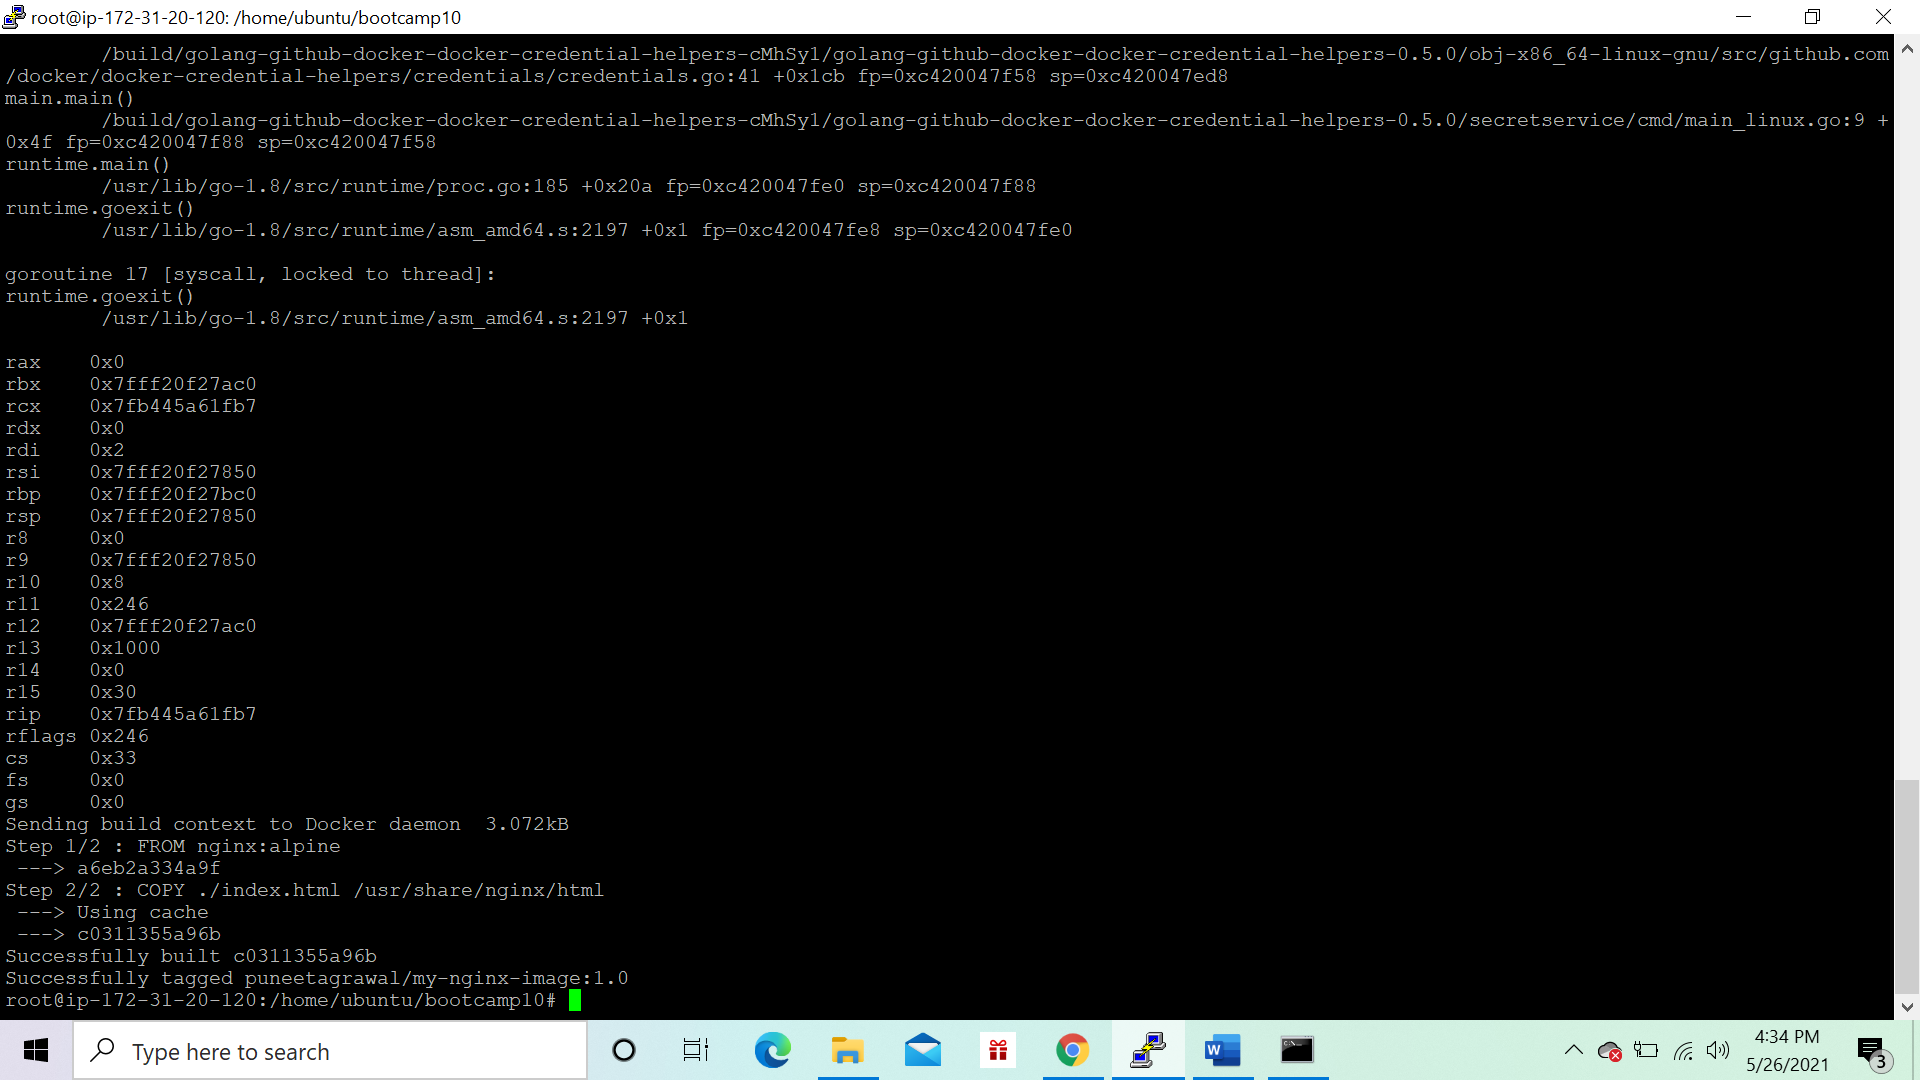 root@ip-172-31-20-120: /home/ubuntu/bootcamp10
/build/golang-github-docker-docker-credential-helpers-cMhSy1/golang-github-docker-docker-credential-helpers-0.5.0/obj-x86_64-linux-gnu/src/github.com
/docker/docker-credential-helpers/credentials/credentials.go:41 +0x1cb fp=0xc420047f58 sp=0xc420047ed8
main.main()
/build/golang-github-docker-docker-credential-helpers-cMhSy1/golang-github-docker-docker-credential-helpers-0.5.0/secretservice/cmd/main_linux.go:9 +
0x4f fp=0xc420047f88 sp=0xc420047f58
runtime.main()
/usr/lib/go-1.8/src/runtime/proc.go:185 +0x20a fp=0xc420047fe0 sp=0xc420047f88
runtime.goexit()
/usr/lib/go-1.8/src/runtime/asm_amd64.s:2197 +0x1 fp=0xc420047fe8 sp=0xc420047fe0
goroutine 17 [syscall, locked to thread]:
runtime.goexit()
/usr/lib/go-1.8/src/runtime/asm_amd64.s:2197 +0x1
rax 0x0
rbx 0x7fff20f27ac0
rcx 0x7fb445a61fb7
rdx 0x0
rdi 0x2
rsi 0x7fff20f27850
rbp 0x7fff20f27bc0
rsp 0x7fff20f27850
r8 0x0
r9 0x7fff20f27850
r10 0x8
r11 0x246
r12 0x7fff20f27ac0
r13 0x1000
r14 0x0
r15 0x30
rip 0x7fb445a61fb7
rflags 0x246
cs 0x33
fs 0x0
gs 0x0
Sending build context to Docker daemon  3.072kB
Step 1/2 : FROM nginx:alpine
---> a6eb2a334a9f
Step 2/2 : COPY ./index.html /usr/share/nginx/html
---> Using cache
---> c0311355a96b
Successfully built c0311355a96b
Successfully tagged puneetagrawal/my-nginx-image:1.0
root@ip-172-31-20-120:/home/ubuntu/bootcamp10#
Type here to search
W
4:34 PM
5/26/2021
3